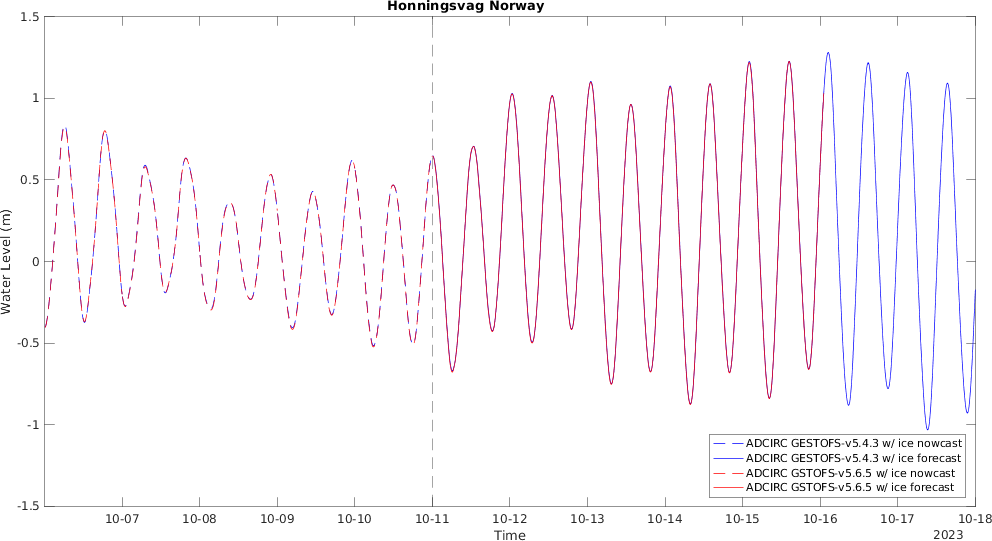 Honningsvag Norway
1.5
1
0.5
0
-0.5
-1
-1.5
Water Level (m)
ADCIRC GESTOFS-v5.4.3 w/ ice nowcast
ADCIRC GESTOFS-v5.4.3 w/ ice forecast
ADCIRC GSTOFS-v5.6.5 w/ ice nowcast
ADCIRC GSTOFS-v5.6.5 w/ ice forecast
10-07 10-08 10-09 10-10 10-11 10-12 10-13 10-14 10-15 10-16 10-17 10-18
Time
2023